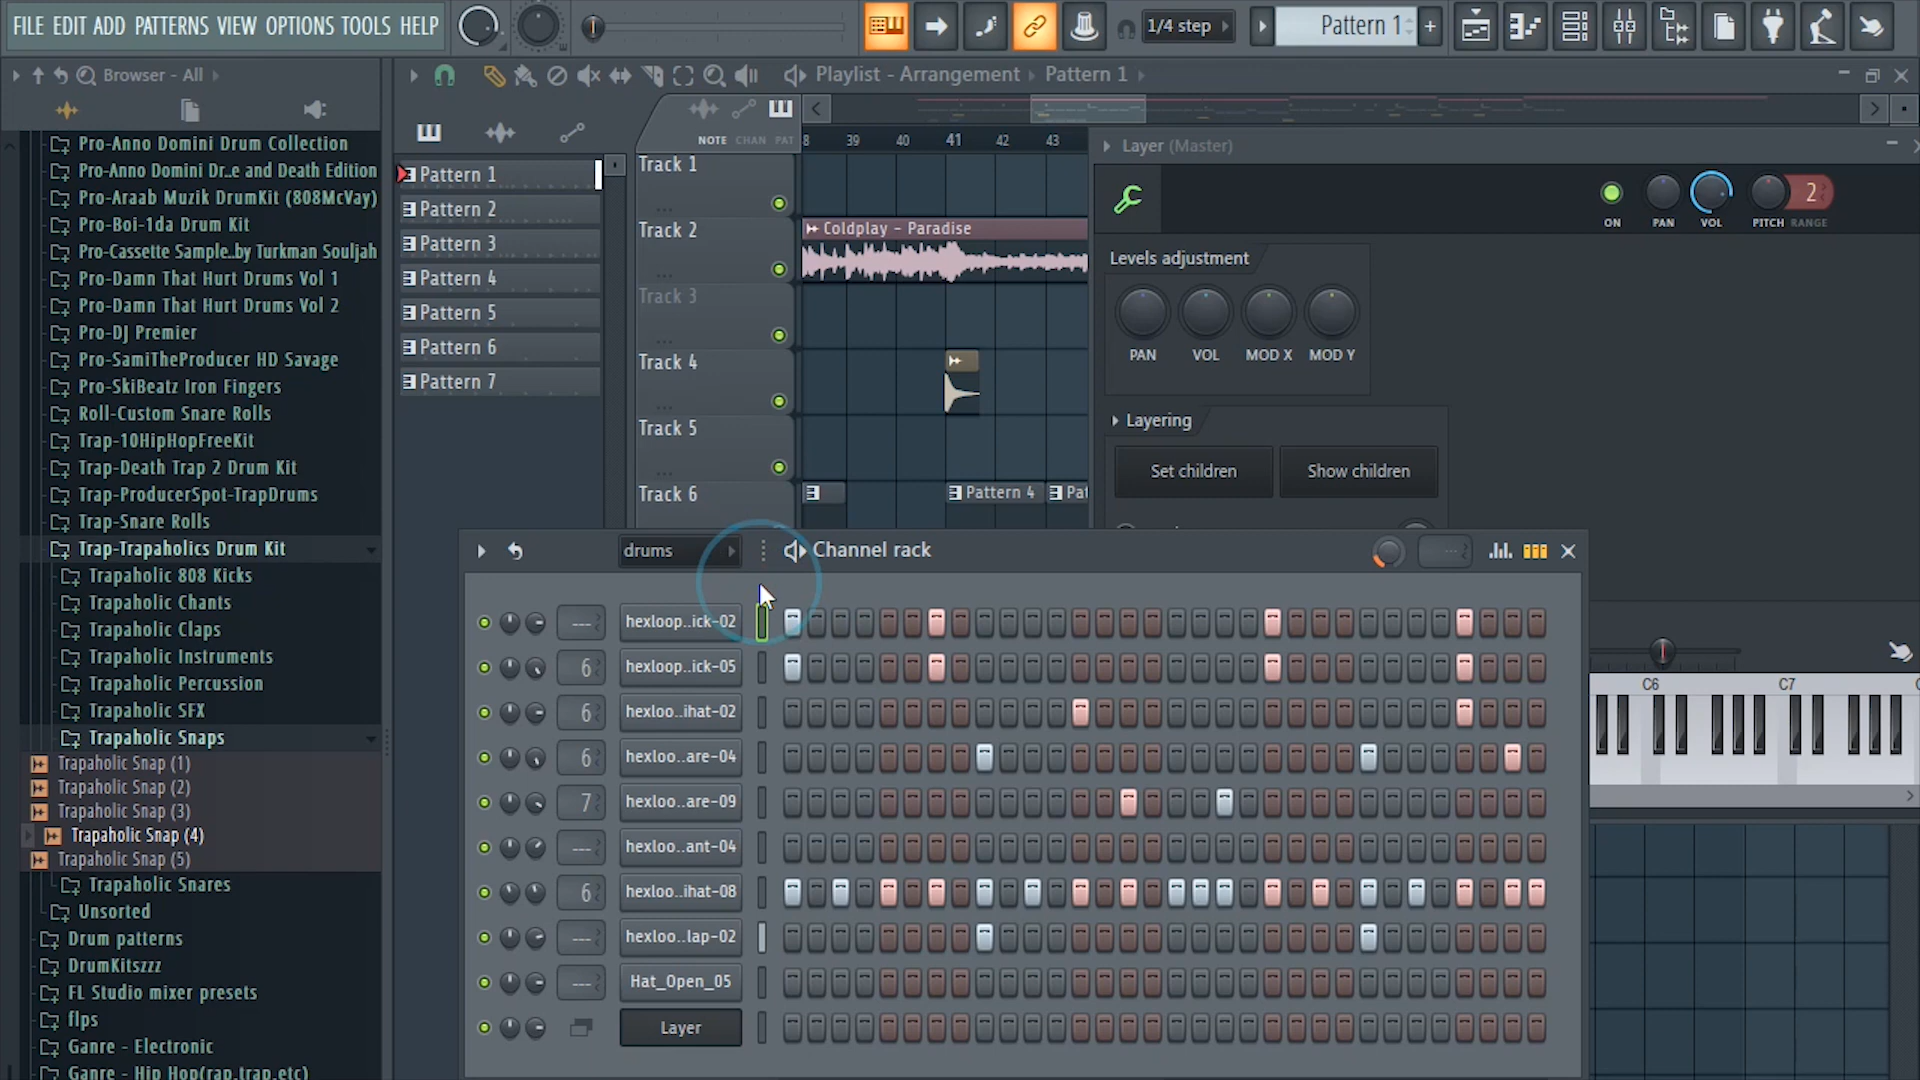 FILE EDIT ADD PATTERNS VIEW OPTIONS TOOLS HELP
1/4 step
Pattern 1
+
Browser - All
Playlist - Arrangement › Pattern 1
NOTE CHAN PAT
8 39 40 41 42 43
Layer (Master)
Pro-Anno Domini Drum Collection
Pro-Anno Domini Dr..e and Death Edition
Pro-Araab Muzik DrumKit (808McVay)
Pro-Boi-1da Drum Kit
Pro-Cassette Sample..by Turkman Souljah
Pro-Damn That Hurt Drums Vol 1
Pro-Damn That Hurt Drums Vol 2
Pro-DJ Premier
Pro-SamiTheProducer HD Savage
Pro-SkiBeatz Iron Fingers
Roll-Custom Snare Rolls
Trap-10HipHopFreeKit
Trap-Death Trap 2 Drum Kit
Trap-ProducerSpot-TrapDrums
Trap-Snare Rolls
Trap-Trapaholics Drum Kit
Trapaholic 808 Kicks
Trapaholic Chants
Trapaholic Claps
Trapaholic Instruments
Trapaholic Percussion
Trapaholic SFX
Trapaholic Snaps
Trapaholic Snap (1)
Trapaholic Snap (2)
Trapaholic Snap (3)
Trapaholic Snap (4)
Trapaholic Snap (5)
Trapaholic Snares
Unsorted
Drum patterns
DrumKitszzz
FL Studio mixer presets
flps
Ganre - Electronic
Ganre - Hip Hop(rap,trap,etc)
Pattern 1
Pattern 2
Pattern 3
Pattern 4
Pattern 5
Pattern 6
Pattern 7
Track 1
Track 2
Coldplay - Paradise
Track 3
Track 4
Track 5
Track 6
Pattern 4
Pat
2
ON PAN VOL PITCH RANGE
Levels adjustment
PAN VOL MOD X MOD Y
Layering
Set children
Show children
drums
Channel rack
--- hexloop..ick-02
6 hexloop..ick-05
6 hexloo..ihat-02
6 hexloo..are-04
7 hexloo..are-09
--- hexloo..ant-04
6 hexloo..ihat-08
--- hexloo..lap-02
--- Hat_Open_05
Layer
C6 C7